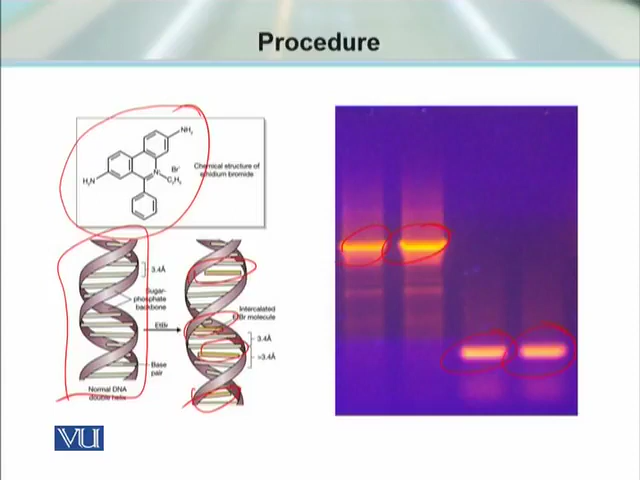 Procedure
NH₂
H₂N
N⁺
Br⁻
C₂H₅
Chemical structure of
ethidium bromide
3.4Å
Sugar-
phosphate
backbone
EtBr
Base
pair
Normal DNA
double helix
Intercalated
EtBr molecule
3.4Å
>3.4Å
VU